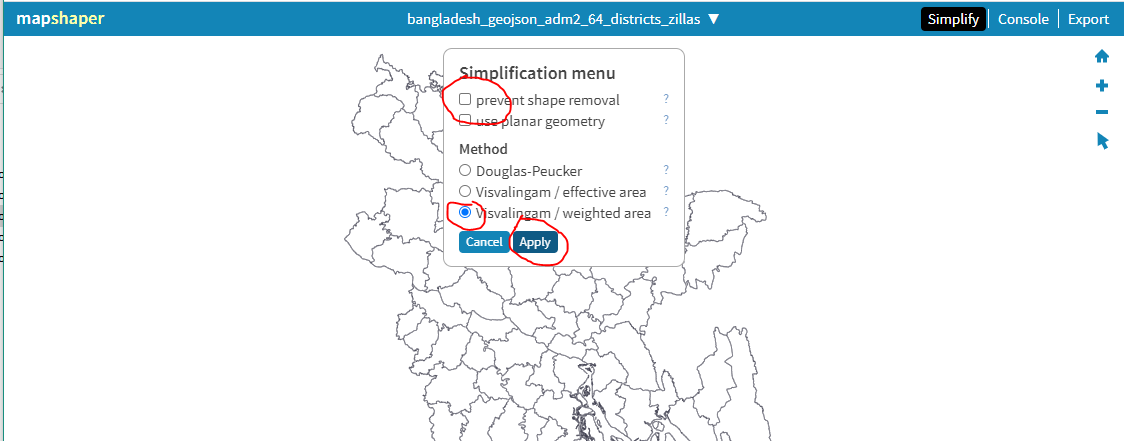 mapshaper
bangladesh_geojson_adm2_64_districts_zillas ▼
Simplify Console Export
Simplification menu
prevent shape removal ?
use planar geometry ?
Method
Douglas-Peucker ?
Visvalingam / effective area ?
Visvalingam / weighted area ?
Cancel Apply